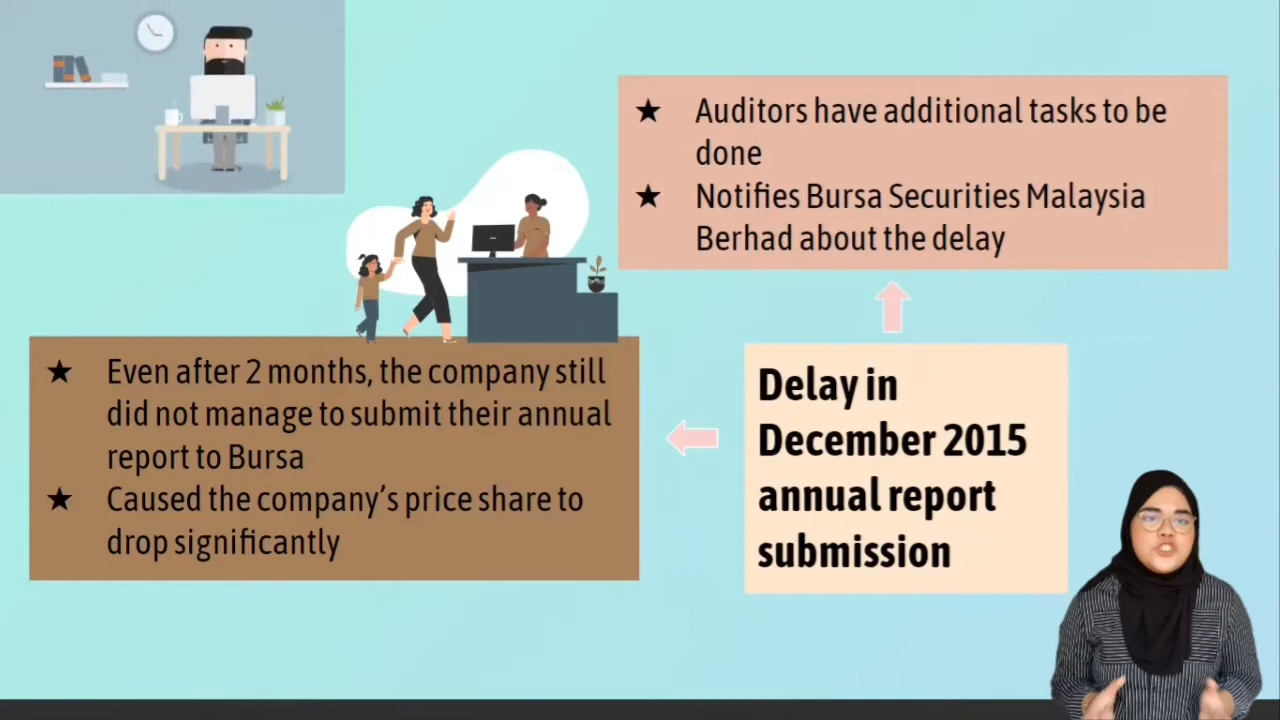 ★ Auditors have additional tasks to be
done
★ Notifies Bursa Securities Malaysia
Berhad about the delay
★ Even after 2 months, the company still
did not manage to submit their annual
report to Bursa
★ Caused the company’s price share to
drop significantly
Delay in
December 2015
annual report
submission